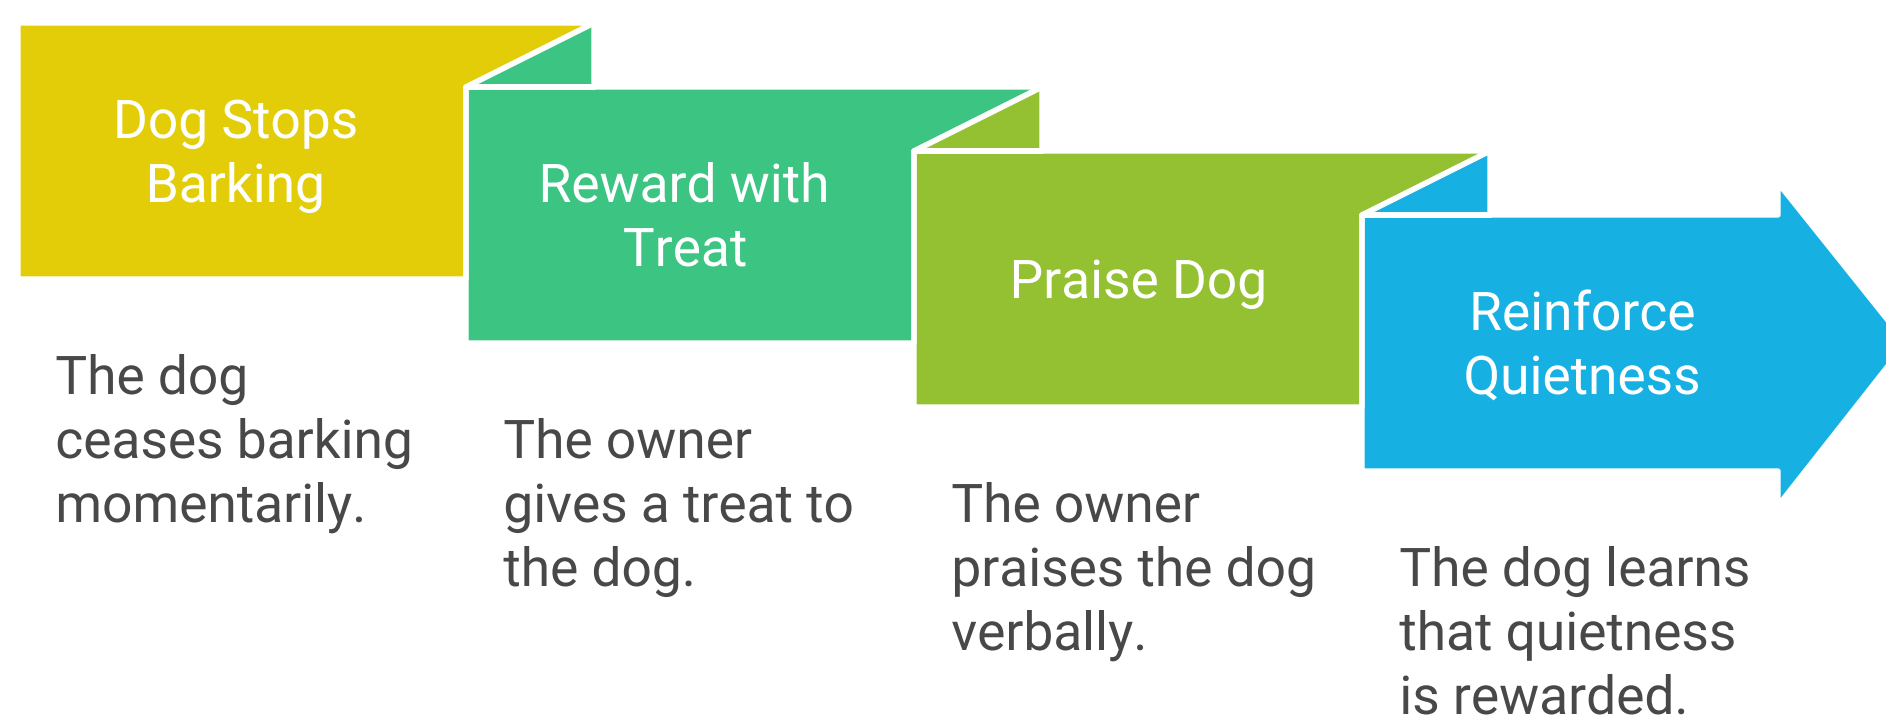 Dog Stops
Barking
The dog
ceases barking
momentarily.
Reward with
Treat
The owner
gives a treat to
the dog.
Praise Dog
The owner
praises the dog
verbally.
Reinforce
Quietness
The dog learns
that quietness
is rewarded.